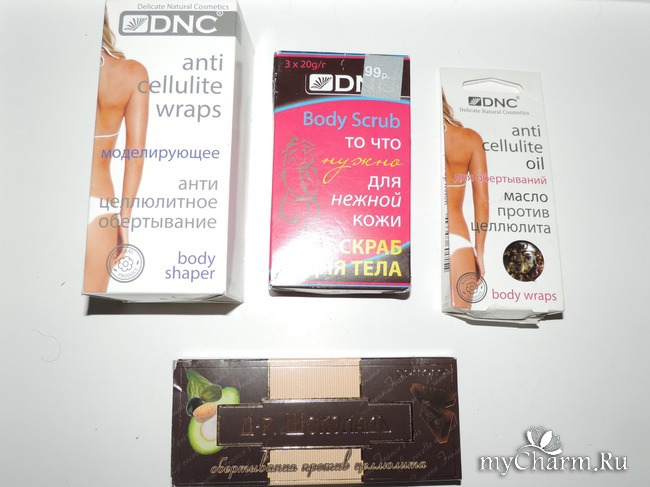 Delicate Natural Cosmetics
DNC®
anti
cellulite
wraps
моделирующее
анти
целлюлитное
обертывание
body
shaper
3 x 20g/г
99р.
DNC
Body Scrub
то что
нужно
для
нежной
кожи
СКРАБ
ДЛЯ ТЕЛА
DNC®
Delicate Natural Cosmetics
anti
cellulite
oil
для обертываний
масло
против
целлюлита
body wraps
Д-р. Шоколад
обертывания против целлюлита
myCharm.Ru